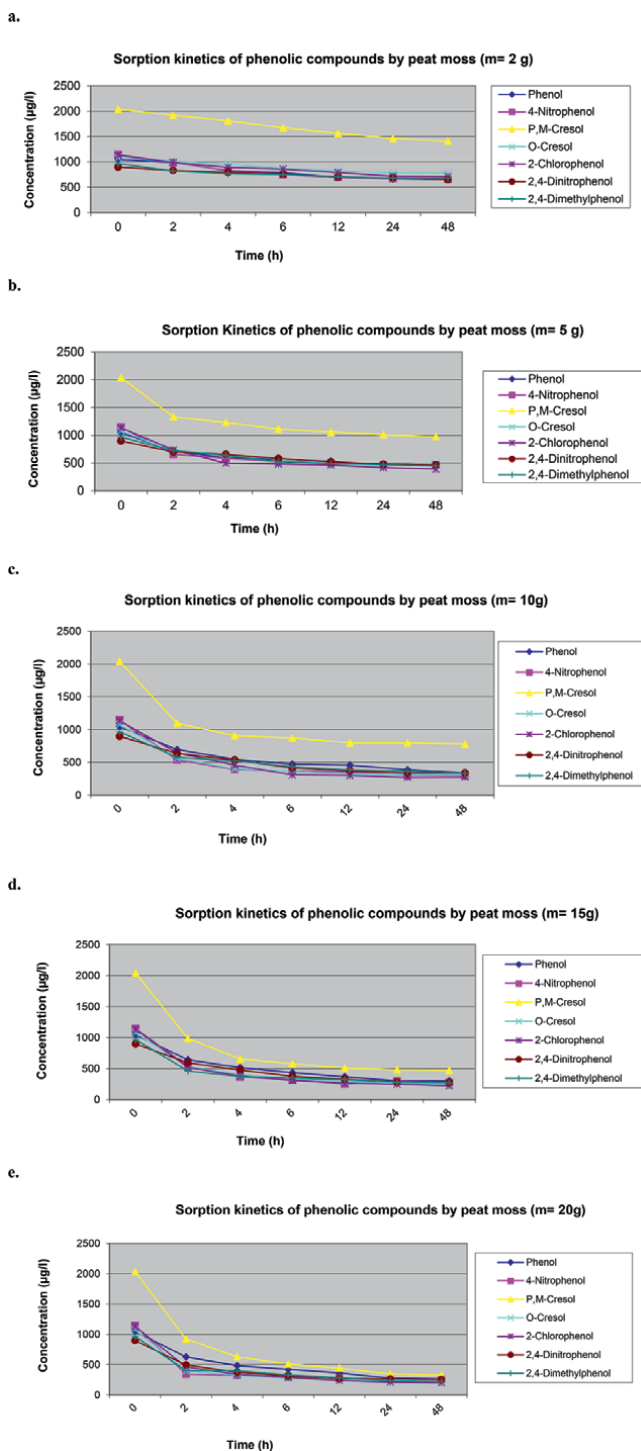 a.
Sorption kinetics of phenolic compounds by peat moss (m= 2 g)
2500
2000
1500
1000
500
0
Concentration (µg/l)
0 2 4 6 12 24 48
Time (h)
Phenol
4-Nitrophenol
P,M-Cresol
O-Cresol
2-Chlorophenol
2,4-Dinitrophenol
2,4-Dimethylphenol
b.
Sorption Kinetics of phenolic compounds by peat moss (m= 5 g)
2500
2000
1500
1000
500
0
Concentration (µg/l)
0 2 4 6 12 24 48
Time (h)
Phenol
4-Nitrophenol
P,M-Cresol
O-Cresol
2-Chlorophenol
2,4-Dinitrophenol
2,4-Dimethylphenol
c.
Sorption kinetics of phenolic compounds by peat moss (m= 10g)
2500
2000
1500
1000
500
0
Concentration (µg/l)
0 2 4 6 12 24 48
Time (h)
Phenol
4-Nitrophenol
P,M-Cresol
O-Cresol
2-Chlorophenol
2,4-Dinitrophenol
2,4-Dimethylphenol
d.
Sorption kinetics of phenolic compounds by peat moss (m= 15g)
2500
2000
1500
1000
500
0
Concentration (µg/l)
0 2 4 6 12 24 48
Time (h)
Phenol
4-Nitrophenol
P,M-Cresol
O-Cresol
2-Chlorophenol
2,4-Dinitrophenol
2,4-Dimethylphenol
e.
Sorption kinetics of phenolic compounds by peat moss (m= 20g)
2500
2000
1500
1000
500
0
Concentration (µg/l)
0 2 4 6 12 24 48
Time (h)
Phenol
4-Nitrophenol
P,M-Cresol
O-Cresol
2-Chlorophenol
2,4-Dinitrophenol
2,4-Dimethylphenol